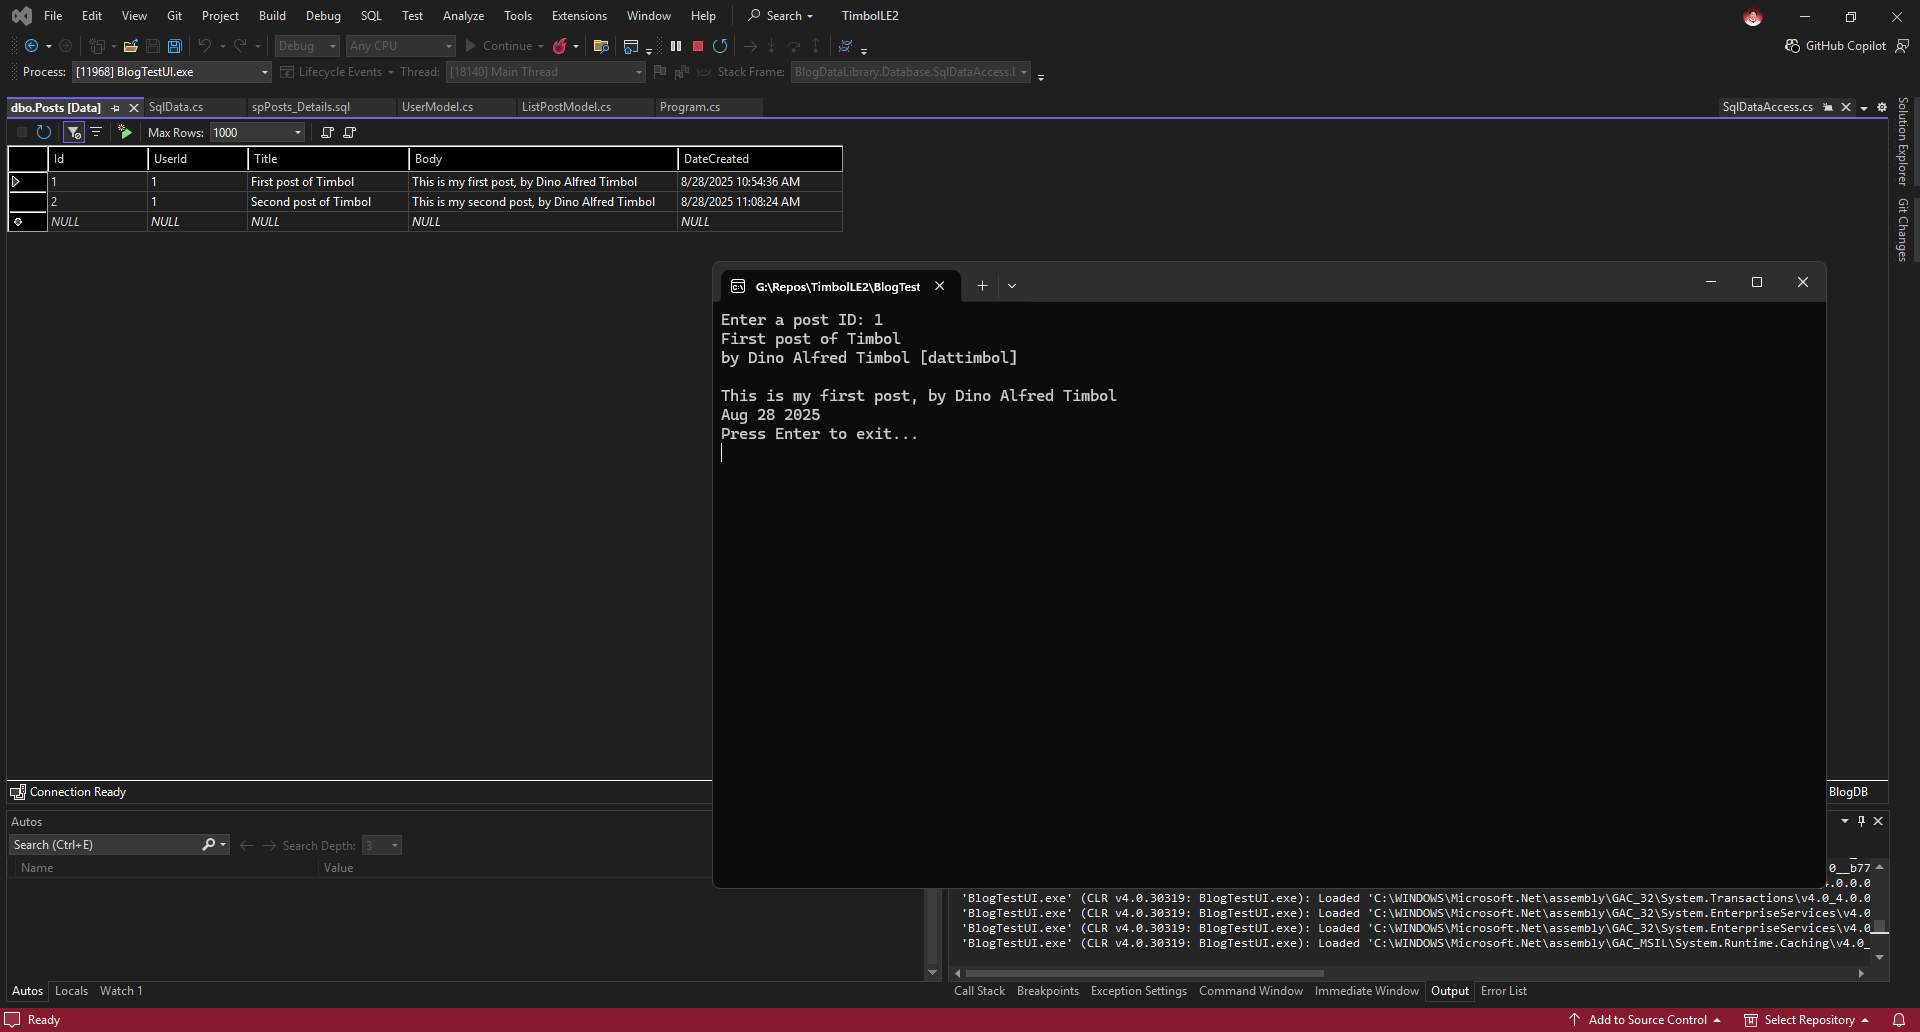 File Edit View Git Project Build Debug SQL Test Analyze Tools Extensions Window Help Search TimbolLE2
Debug Any CPU Continue GitHub Copilot
Process: [11968] BlogTestUI.exe Lifecycle Events Thread: [18140] Main Thread Stack Frame: BlogDataLibrary.Database.SqlDataAccess.L
dbo.Posts [Data] SqlData.cs spPosts_Details.sql UserModel.cs ListPostModel.cs Program.cs SqlDataAccess.cs
Max Rows: 1000
Id UserId Title Body DateCreated
1 1 First post of Timbol This is my first post, by Dino Alfred Timbol 8/28/2025 10:54:36 AM
2 1 Second post of Timbol This is my second post, by Dino Alfred Timbol 8/28/2025 11:08:24 AM
NULL NULL NULL NULL NULL
Solution Explorer
Git Changes
G:\Repos\TimbolLE2\BlogTest
Enter a post ID: 1
First post of Timbol
by Dino Alfred Timbol [dattimbol]
This is my first post, by Dino Alfred Timbol
Aug 28 2025
Press Enter to exit...
Connection Ready BlogDB
Autos
Search (Ctrl+E) Search Depth: 3
Name Value
0__b77
.0.0.0
'BlogTestUI.exe' (CLR v4.0.30319: BlogTestUI.exe): Loaded 'C:\WINDOWS\Microsoft.Net\assembly\GAC_32\System.Transactions\v4.0_4.0.0
'BlogTestUI.exe' (CLR v4.0.30319: BlogTestUI.exe): Loaded 'C:\WINDOWS\Microsoft.Net\assembly\GAC_32\System.EnterpriseServices\v4.0
'BlogTestUI.exe' (CLR v4.0.30319: BlogTestUI.exe): Loaded 'C:\WINDOWS\Microsoft.Net\assembly\GAC_32\System.EnterpriseServices\v4.0
'BlogTestUI.exe' (CLR v4.0.30319: BlogTestUI.exe): Loaded 'C:\WINDOWS\Microsoft.Net\assembly\GAC_MSIL\System.Runtime.Caching\v4.0_
Autos Locals Watch 1 Call Stack Breakpoints Exception Settings Command Window Immediate Window Output Error List
Ready Add to Source Control Select Repository